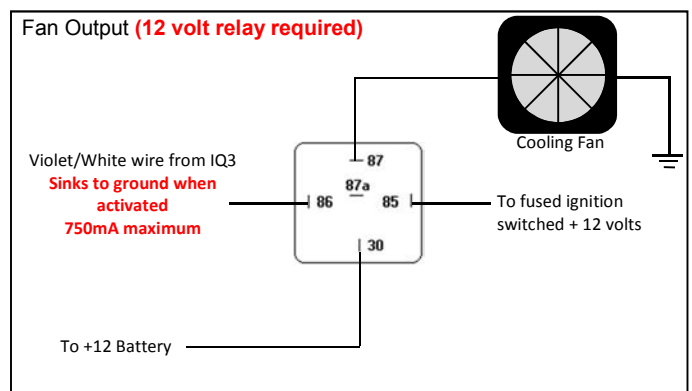 Fan Output (12 volt relay required)
Cooling Fan
Violet/White wire from IQ3
Sinks to ground when
activated
750mA maximum
87
87a
86
85
30
To fused ignition
switched + 12 volts
To +12 Battery